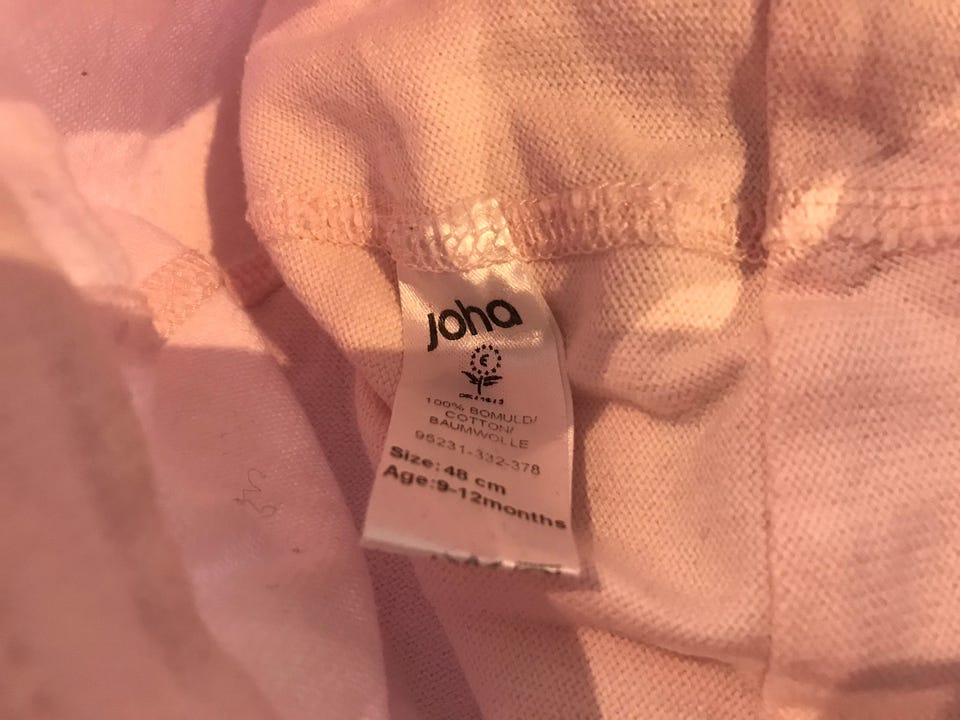 joha
€
100% BOMULD/
COTTON/
BAUMWOLLE
95231-332-378
Size: 48 cm
Age:9-12months